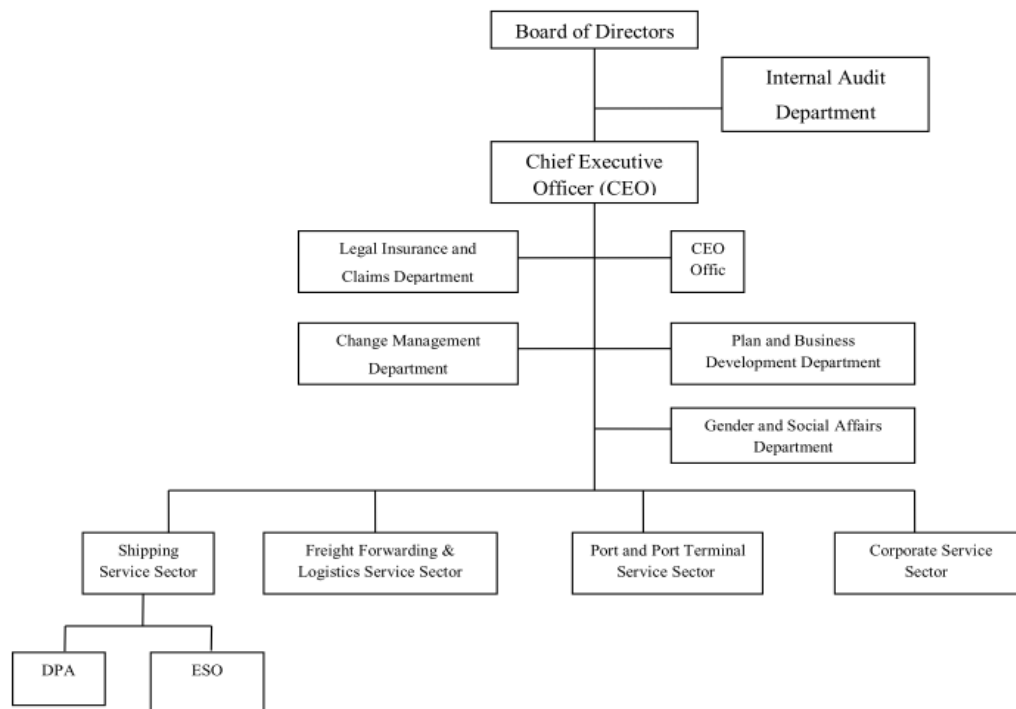 Board of Directors
Internal Audit
Department
Chief Executive
Officer (CEO)
Legal Insurance and
Claims Department
CEO
Offic
Change Management
Department
Plan and Business
Development Department
Gender and Social Affairs
Department
Shipping
Service Sector
Freight Forwarding &
Logistics Service Sector
Port and Port Terminal
Service Sector
Corporate Service
Sector
DPA
ESO